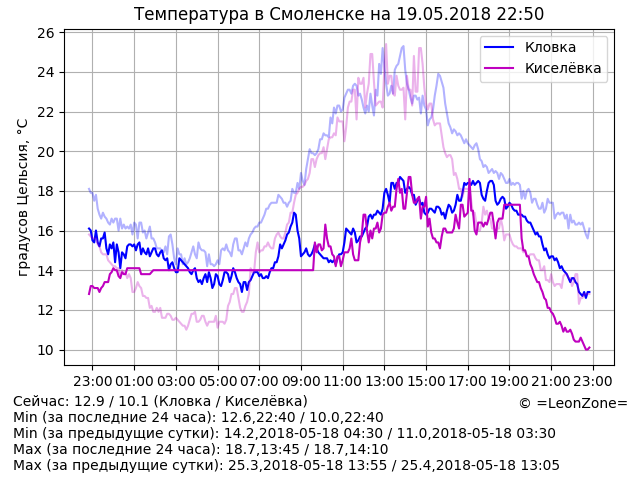 Температура в Смоленске на 19.05.2018 22:50
градусов Цельсия, °C
26
24
22
20
18
16
14
12
10
Кловка
Киселёвка
23:00 01:00 03:00 05:00 07:00 09:00 11:00 13:00 15:00 17:00 19:00 21:00 23:00
Сейчас: 12.9 / 10.1 (Кловка / Киселёвка)
© =LeonZone=
Min (за последние 24 часа): 12.6,22:40 / 10.0,22:40
Min (за предыдущие сутки): 14.2,2018-05-18 04:30 / 11.0,2018-05-18 03:30
Max (за последние 24 часа): 18.7,13:45 / 18.7,14:10
Max (за предыдущие сутки): 25.3,2018-05-18 13:55 / 25.4,2018-05-18 13:05